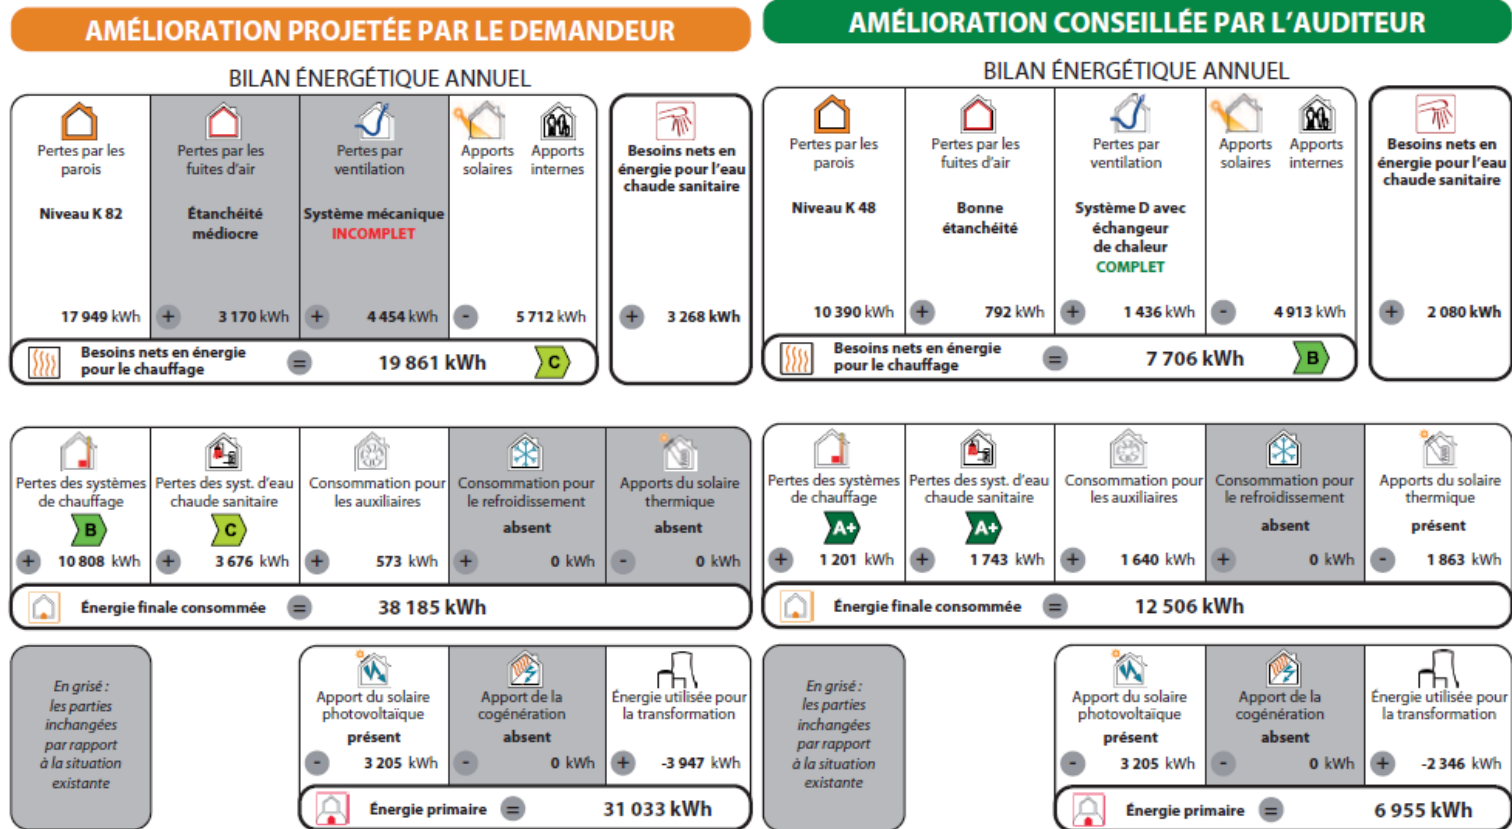 AMÉLIORATION PROJETÉE PAR LE DEMANDEUR
BILAN ÉNERGÉTIQUE ANNUEL
Pertes par les
parois
Niveau K 82
17 949 kWh
Pertes par les
fuites d'air
Étanchéité
médiocre
+ 3 170 kWh
Pertes par
ventilation
Système mécanique
INCOMPLET
+ 4 454 kWh
Apports
solaires
Apports
internes
- 5 712 kWh
Besoins nets en
énergie pour l'eau
chaude sanitaire
+ 3 268 kWh
Besoins nets en énergie
pour le chauffage
= 19 861 kWh C
Pertes des systèmes
de chauffage
B
+ 10 808 kWh
Pertes des syst. d'eau
chaude sanitaire
C
+ 3 676 kWh
Consommation pour
les auxiliaires
+ 573 kWh
Consommation pour
le refroidissement
absent
+ 0 kWh
Apports du solaire
thermique
absent
- 0 kWh
Énergie finale consommée = 38 185 kWh
En grisé :
les parties
inchangées
par rapport
à la situation
existante
Apport du solaire
photovoltaïque
présent
- 3 205 kWh
Apport de la
cogénération
absent
- 0 kWh
Énergie utilisée pour
la transformation
+ -3 947 kWh
Énergie primaire = 31 033 kWh
AMÉLIORATION CONSEILLÉE PAR L'AUDITEUR
BILAN ÉNERGÉTIQUE ANNUEL
Pertes par les
parois
Niveau K 48
10 390 kWh
Pertes par les
fuites d'air
Bonne
étanchéité
+ 792 kWh
Pertes par
ventilation
Système D avec
échangeur
de chaleur
COMPLET
+ 1 436 kWh
Apports
solaires
Apports
internes
- 4 913 kWh
Besoins nets en
énergie pour l'eau
chaude sanitaire
+ 2 080 kWh
Besoins nets en énergie
pour le chauffage
= 7 706 kWh B
Pertes des systèmes
de chauffage
A+
+ 1 201 kWh
Pertes des syst. d'eau
chaude sanitaire
A+
+ 1 743 kWh
Consommation pour
les auxiliaires
+ 1 640 kWh
Consommation pour
le refroidissement
absent
+ 0 kWh
Apports du solaire
thermique
présent
- 1 863 kWh
Énergie finale consommée = 12 506 kWh
En grisé :
les parties
inchangées
par rapport
à la situation
existante
Apport du solaire
photovoltaïque
présent
- 3 205 kWh
Apport de la
cogénération
absent
- 0 kWh
Énergie utilisée pour
la transformation
+ -2 346 kWh
Énergie primaire = 6 955 kWh